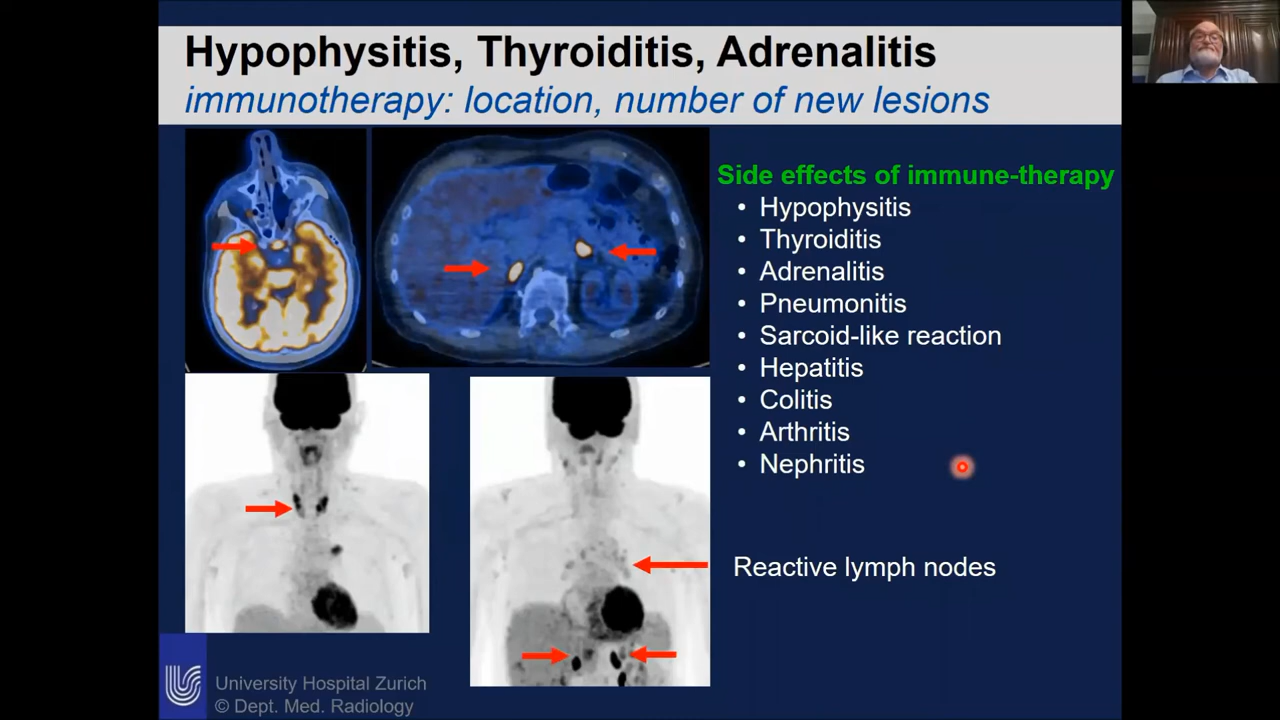 Hypophysitis, Thyroiditis, Adrenalitis
immunotherapy: location, number of new lesions
Side effects of immune-therapy
• Hypophysitis
• Thyroiditis
• Adrenalitis
• Pneumonitis
• Sarcoid-like reaction
• Hepatitis
• Colitis
• Arthritis
• Nephritis
Reactive lymph nodes
University Hospital Zurich
© Dept. Med. Radiology